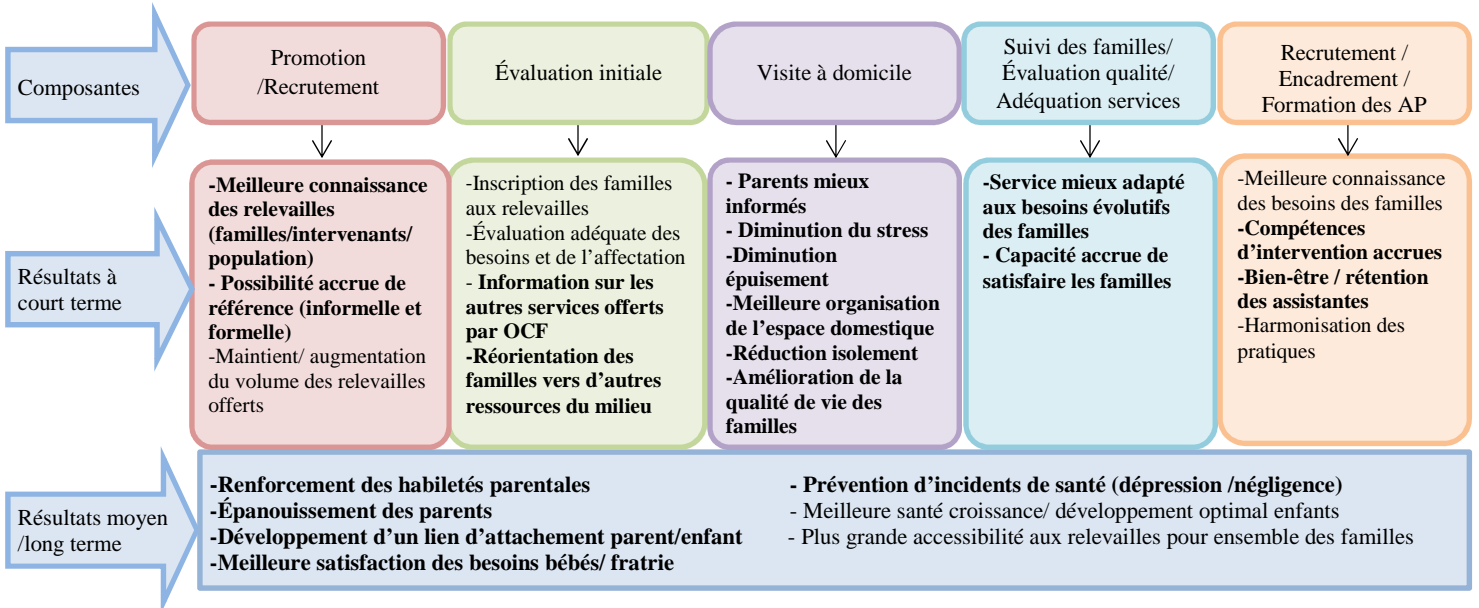 Composantes
Promotion
/Recrutement
Évaluation initiale
Visite à domicile
Suivi des familles/
Évaluation qualité/
Adéquation services
Recrutement /
Encadrement /
Formation des AP
Résultats à
court terme
-Meilleure connaissance
des relevailles
(familles/intervenants/
population)
- Possibilité accrue de
référence (informelle et
formelle)
-Maintient/ augmentation
du volume des relevailles
offerts
-Inscription des familles
aux relevailles
-Évaluation adéquate des
besoins et de l'affectation
- Information sur les
autres services offerts
par OCF
-Réorientation des
familles vers d'autres
ressources du milieu
- Parents mieux
informés
- Diminution du stress
-Diminution
épuisement
-Meilleure organisation
de l'espace domestique
-Réduction isolement
-Amélioration de la
qualité de vie des
familles
-Service mieux adapté
aux besoins évolutifs
des familles
- Capacité accrue de
satisfaire les familles
-Meilleure connaissance
des besoins des familles
-Compétences
d'intervention accrues
-Bien-être / rétention
des assistantes
-Harmonisation des
pratiques
Résultats moyen
/long terme
-Renforcement des habiletés parentales
-Épanouissement des parents
-Développement d'un lien d'attachement parent/enfant
-Meilleure satisfaction des besoins bébés/ fratrie
- Prévention d'incidents de santé (dépression /négligence)
- Meilleure santé croissance/ développement optimal enfants
- Plus grande accessibilité aux relevailles pour ensemble des familles